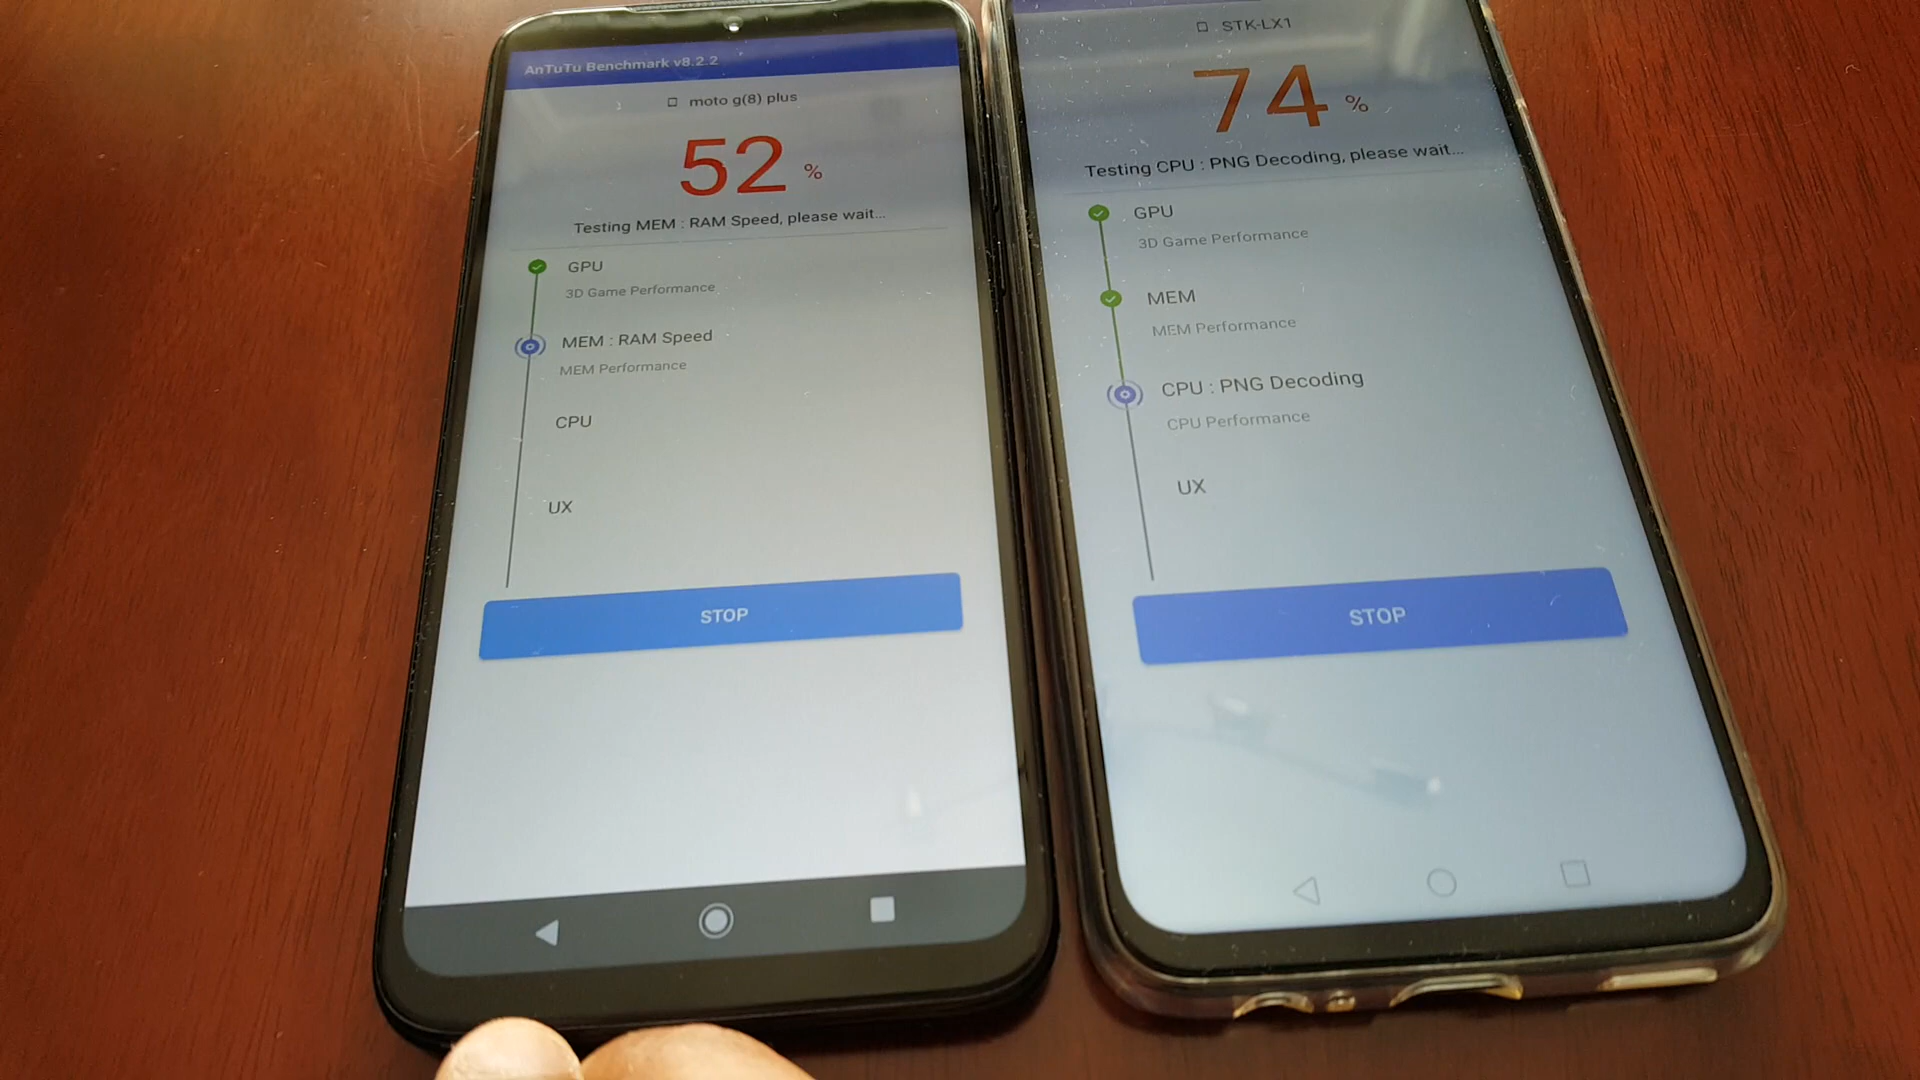 AnTuTu Benchmark v8.2.2
moto g(8) plus
52 %
Testing MEM : RAM Speed, please wait...
GPU
3D Game Performance
MEM : RAM Speed
MEM Performance
CPU
UX
STOP
STK-LX1
74 %
Testing CPU : PNG Decoding, please wait...
GPU
3D Game Performance
MEM
MEM Performance
CPU : PNG Decoding
CPU Performance
UX
STOP